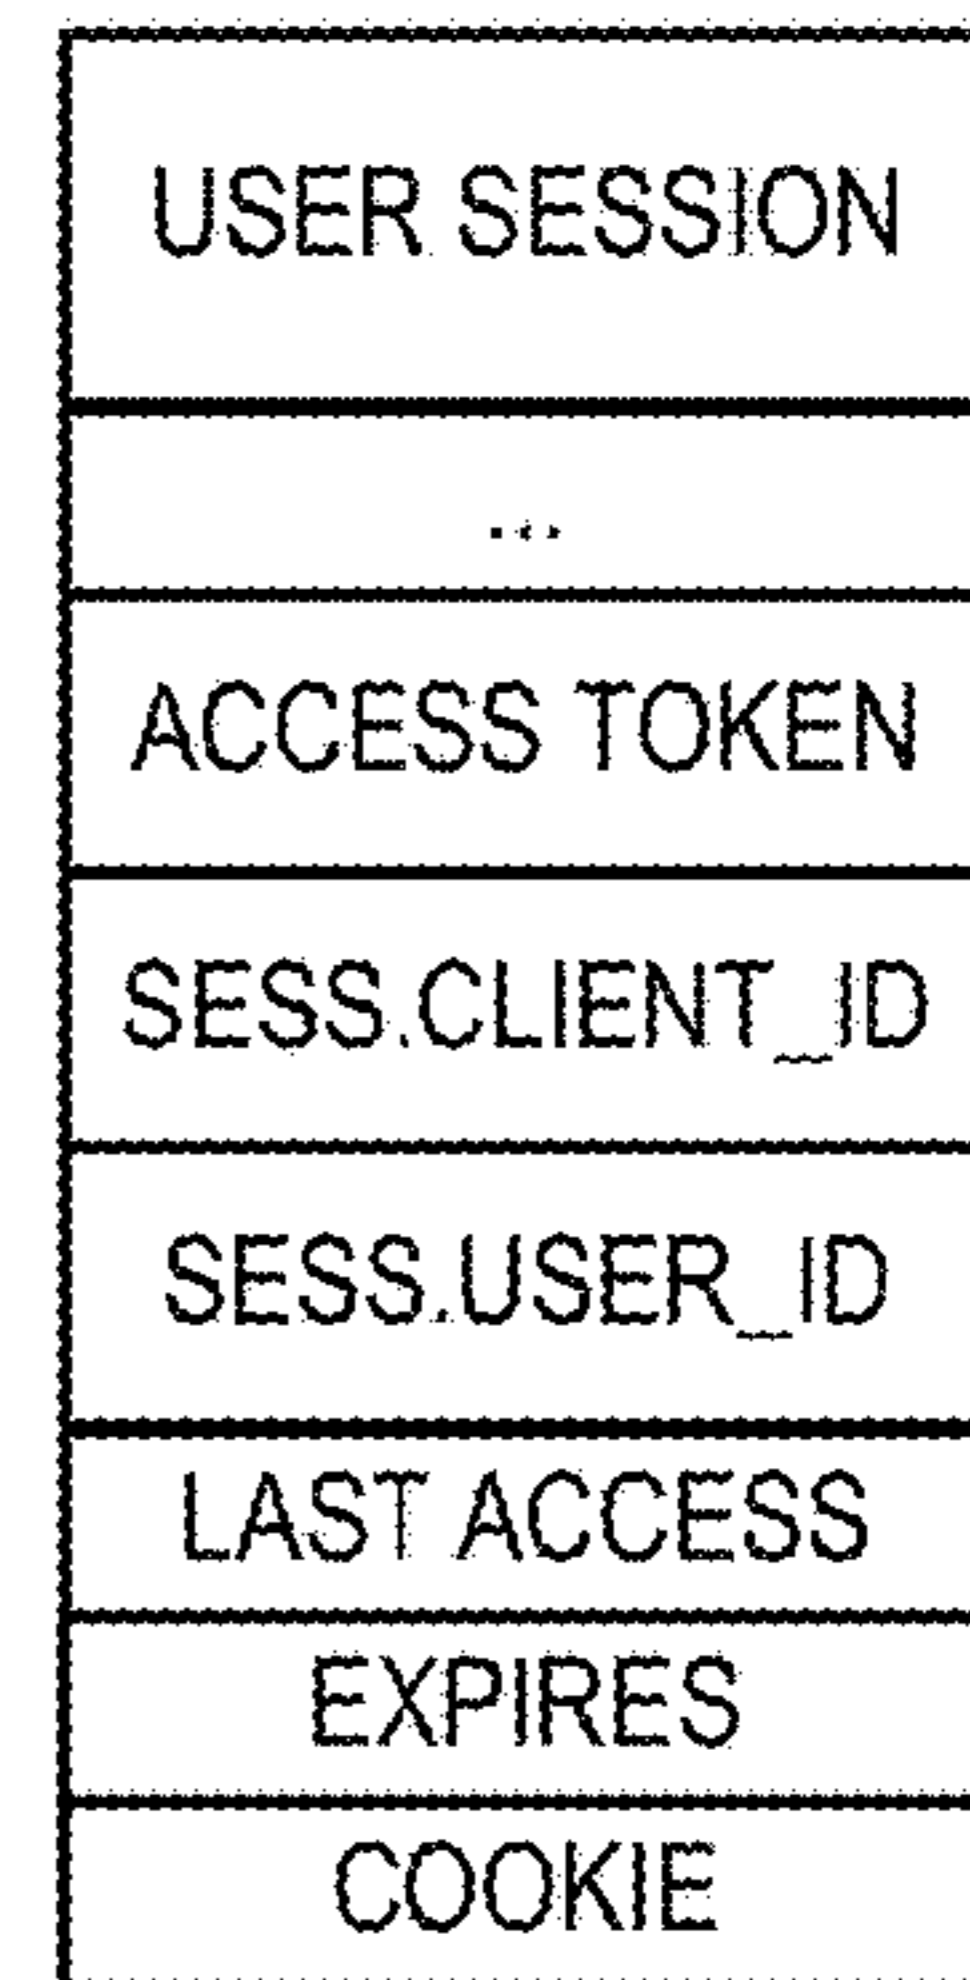 USER SESSION
...
ACCESS TOKEN
SESS.CLIENT_ID
SESS.USER_ID
LAST ACCESS
EXPIRES
COOKIE